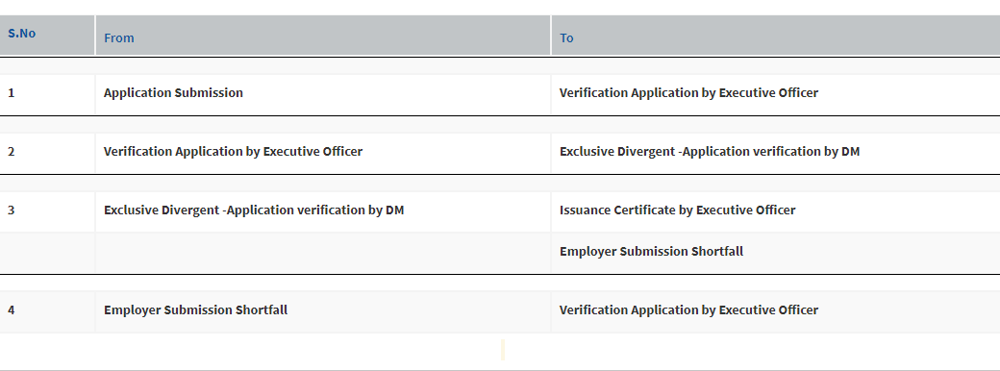 S.No From To
1 Application Submission Verification Application by Executive Officer
2 Verification Application by Executive Officer Exclusive Divergent -Application verification by DM
3 Exclusive Divergent -Application verification by DM Issuance Certificate by Executive Officer
Employer Submission Shortfall
4 Employer Submission Shortfall Verification Application by Executive Officer